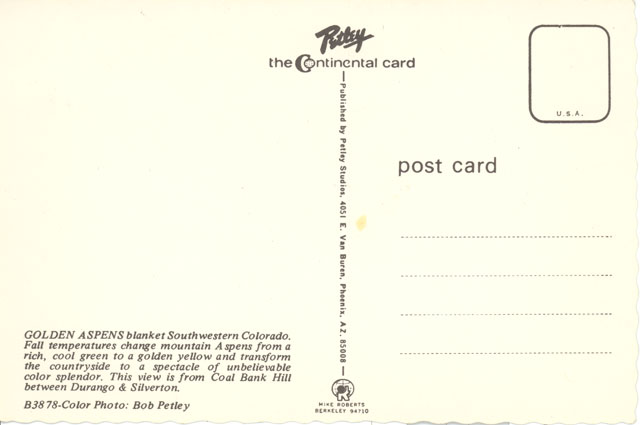 Petley
the Continental card
U.S.A.
post card
Published by Petley Studios, 4051 E. Van Buren, Phoenix, AZ. 85008
GOLDEN ASPENS blanket Southwestern Colorado.
Fall temperatures change mountain Aspens from a
rich, cool green to a golden yellow and transform
the countryside to a spectacle of unbelievable
color splendor. This view is from Coal Bank Hill
between Durango & Silverton.
B3878-Color Photo: Bob Petley
MIKE ROBERTS
BERKELEY 94710